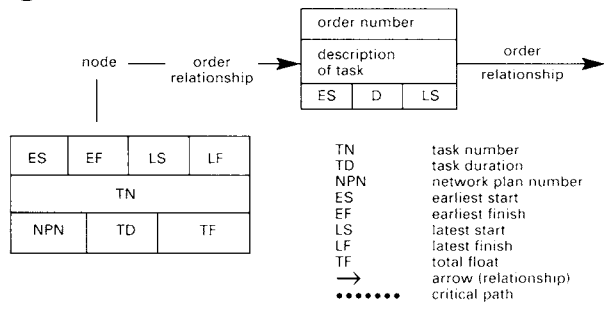 order number
description
of task
ES D LS
node
order
relationship
order
relationship
ES EF LS LF
TN
NPN TD TF
TN task number
TD task duration
NPN network plan number
ES earliest start
EF earliest finish
LS latest start
LF latest finish
TF total float
→ arrow (relationship)
••••••• critical path